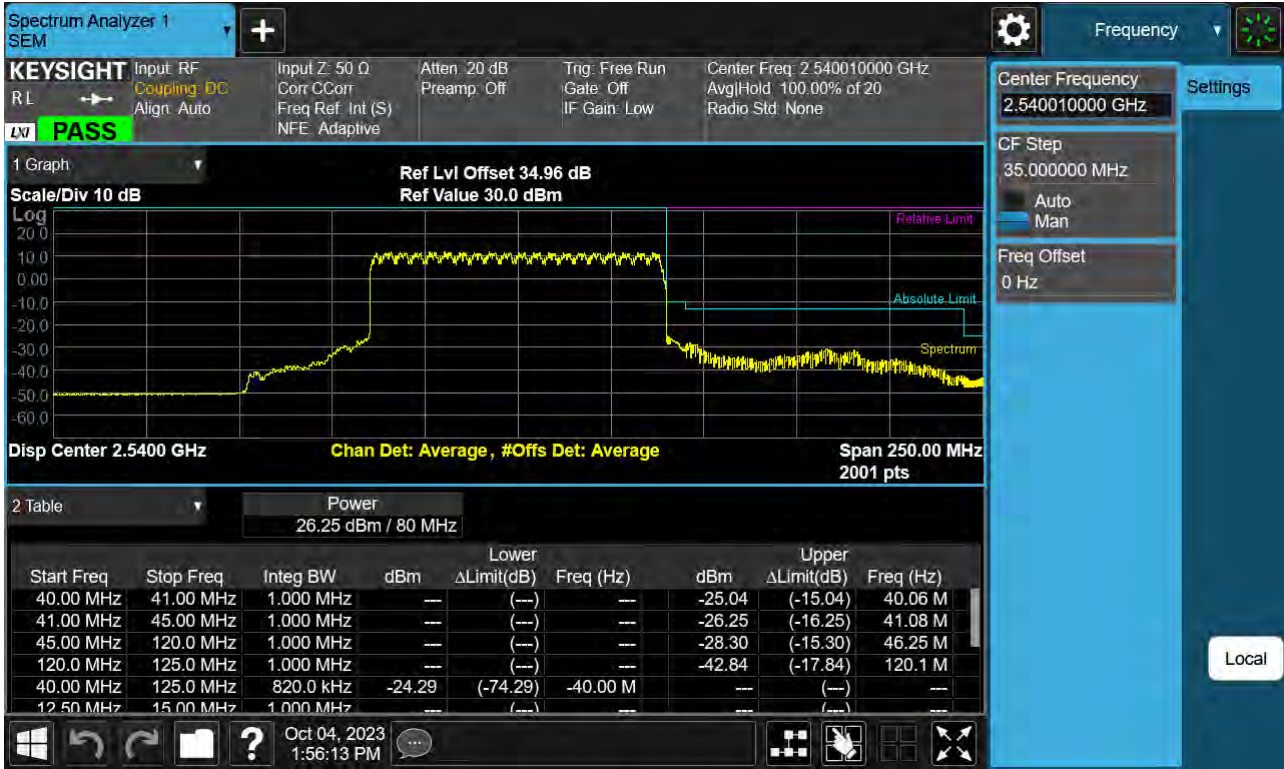 Spectrum Analyzer 1
SEM
+
Frequency
KEYSIGHT
RL
LXI PASS
Input: RF
Coupling: DC
Align: Auto
Input Z: 50 Ω
Corr CCorr
Freq Ref: Int (S)
NFE: Adaptive
Atten: 20 dB
Preamp: Off
Trig: Free Run
Gate: Off
IF Gain: Low
Center Freq: 2.540010000 GHz
Avg|Hold: 100.00% of 20
Radio Std: None
Center Frequency
2.540010000 GHz
Settings
CF Step
35.000000 MHz
Auto
Man
Freq Offset
0 Hz
Local
1 Graph
Scale/Div 10 dB
Ref Lvl Offset 34.96 dB
Ref Value 30.0 dBm
Log
20.0
10.0
0.00
-10.0
-20.0
-30.0
-40.0
-50.0
-60.0
Relative Limit
Absolute Limit
Spectrum
Disp Center 2.5400 GHz
Chan Det: Average , #Offs Det: Average
Span 250.00 MHz
2001 pts
2 Table
Power
26.25 dBm / 80 MHz
Lower Upper
Start Freq Stop Freq Integ BW dBm ΔLimit(dB) Freq (Hz) dBm ΔLimit(dB) Freq (Hz)
40.00 MHz 41.00 MHz 1.000 MHz --- (---) --- -25.04 (-15.04) 40.06 M
41.00 MHz 45.00 MHz 1.000 MHz --- (---) --- -26.25 (-16.25) 41.08 M
45.00 MHz 120.0 MHz 1.000 MHz --- (---) --- -28.30 (-15.30) 46.25 M
120.0 MHz 125.0 MHz 1.000 MHz --- (---) --- -42.84 (-17.84) 120.1 M
40.00 MHz 125.0 MHz 820.0 kHz -24.29 (-74.29) -40.00 M --- (---) ---
12.50 MHz 15.00 MHz 1.000 MHz --- (---) --- --- (---) ---
?
Oct 04, 2023
1:56:13 PM